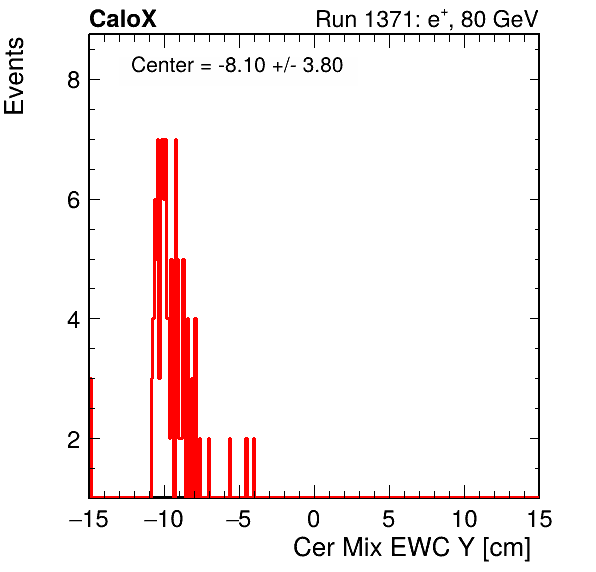 CaloX Run 1371: e⁺, 80 GeV
Center = -8.10 +/- 3.80
Events
8
6
4
2
−15 −10 −5 0 5 10 15
Cer Mix EWC Y [cm]